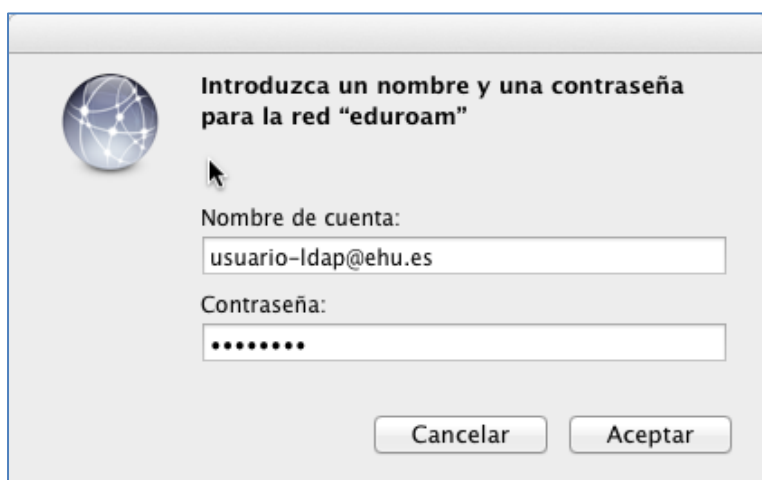 Introduzca un nombre y una contraseña
para la red “eduroam”
Nombre de cuenta:
usuario-ldap@ehu.es
Contraseña:
••••••••
Cancelar
Aceptar